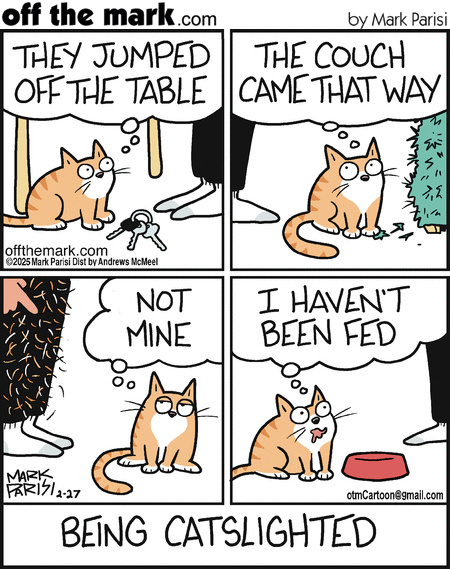 off the mark.com
by Mark Parisi
THEY JUMPED
OFF THE TABLE
THE COUCH
CAME THAT WAY
offthemark.com
©2025 Mark Parisi Dist by Andrews McMeel
NOT
MINE
I HAVEN'T
BEEN FED
MARK
PARISI 2-27
otmCartoon@gmail.com
BEING CATSLIGHTED